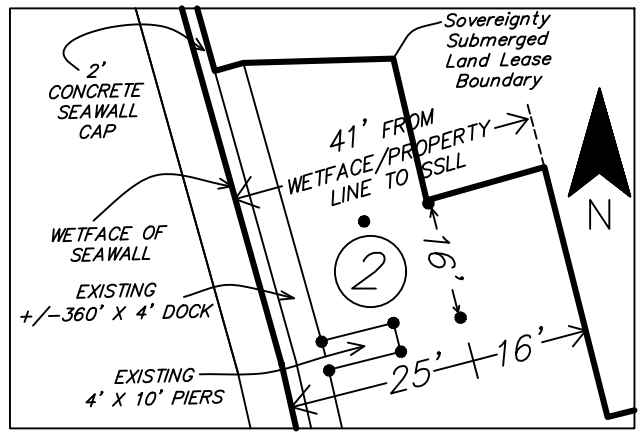 Sovereignty
Submerged
Land Lease
Boundary
2'
CONCRETE
SEAWALL
CAP
41' FROM
WETFACE/PROPERTY
LINE TO SSLL
N
WETFACE OF
SEAWALL
2
16'
EXISTING
+/-360' X 4' DOCK
EXISTING
4' X 10' PIERS
25'
16'